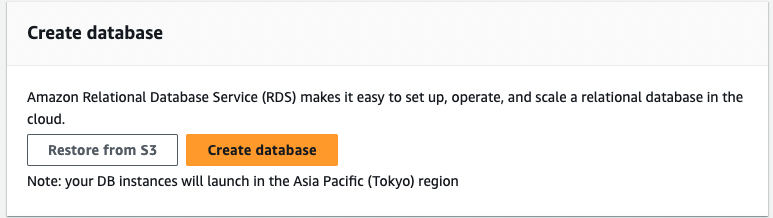 Create database
Amazon Relational Database Service (RDS) makes it easy to set up, operate, and scale a relational database in the
cloud.
Restore from S3 Create database
Note: your DB instances will launch in the Asia Pacific (Tokyo) region